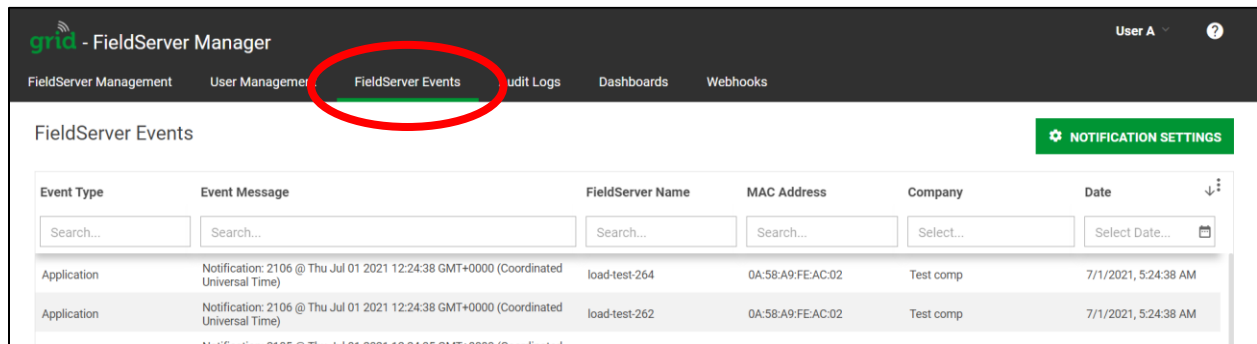 grid - FieldServer Manager
User A
?
FieldServer Management User Management FieldServer Events Audit Logs Dashboards Webhooks
FieldServer Events
NOTIFICATION SETTINGS
Event Type Event Message FieldServer Name MAC Address Company Date
Search... Search... Search... Search... Select... Select Date...
Application Notification: 2106 @ Thu Jul 01 2021 12:24:38 GMT+0000 (Coordinated load-test-264 0A:58:A9:FE:AC:02 Test comp 7/1/2021, 5:24:38 AM
Universal Time)
Application Notification: 2106 @ Thu Jul 01 2021 12:24:38 GMT+0000 (Coordinated load-test-262 0A:58:A9:FE:AC:02 Test comp 7/1/2021, 5:24:38 AM
Universal Time)